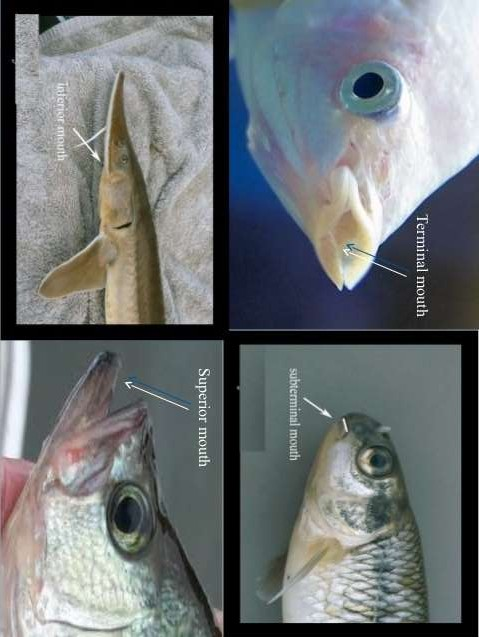 Inferior mouth
Terminal mouth
Superior mouth
subterminal mouth